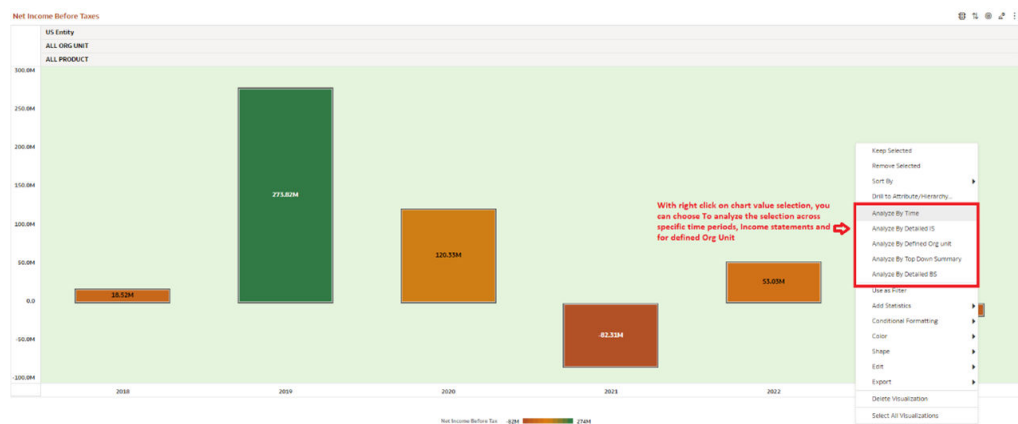 Net Income Before Taxes
US Entity
ALL ORG UNIT
ALL PRODUCT
300.0M
250.0M
200.0M
150.0M
100.0M
50.0M
0.0
-50.0M
-100.0M
18.52M
273.82M
120.33M
-82.31M
53.03M
2018
2019
2020
2021
2022
With right click on chart value selection, you
can choose To analyze the selection across
specific time periods, Income statements and
for defined Org Unit
Keep Selected
Remove Selected
Sort By
Drill to Attribute/Hierarchy...
Analyze By Time
Analyze By Detailed IS
Analyze By Defined Org unit
Analyze By Top Down Summary
Analyze By Detailed BS
Use as Filter
Add Statistics
Conditional Formatting
Color
Shape
Edit
Export
Delete Visualization
Select All Visualizations
Net Income Before Tax -82M 274M